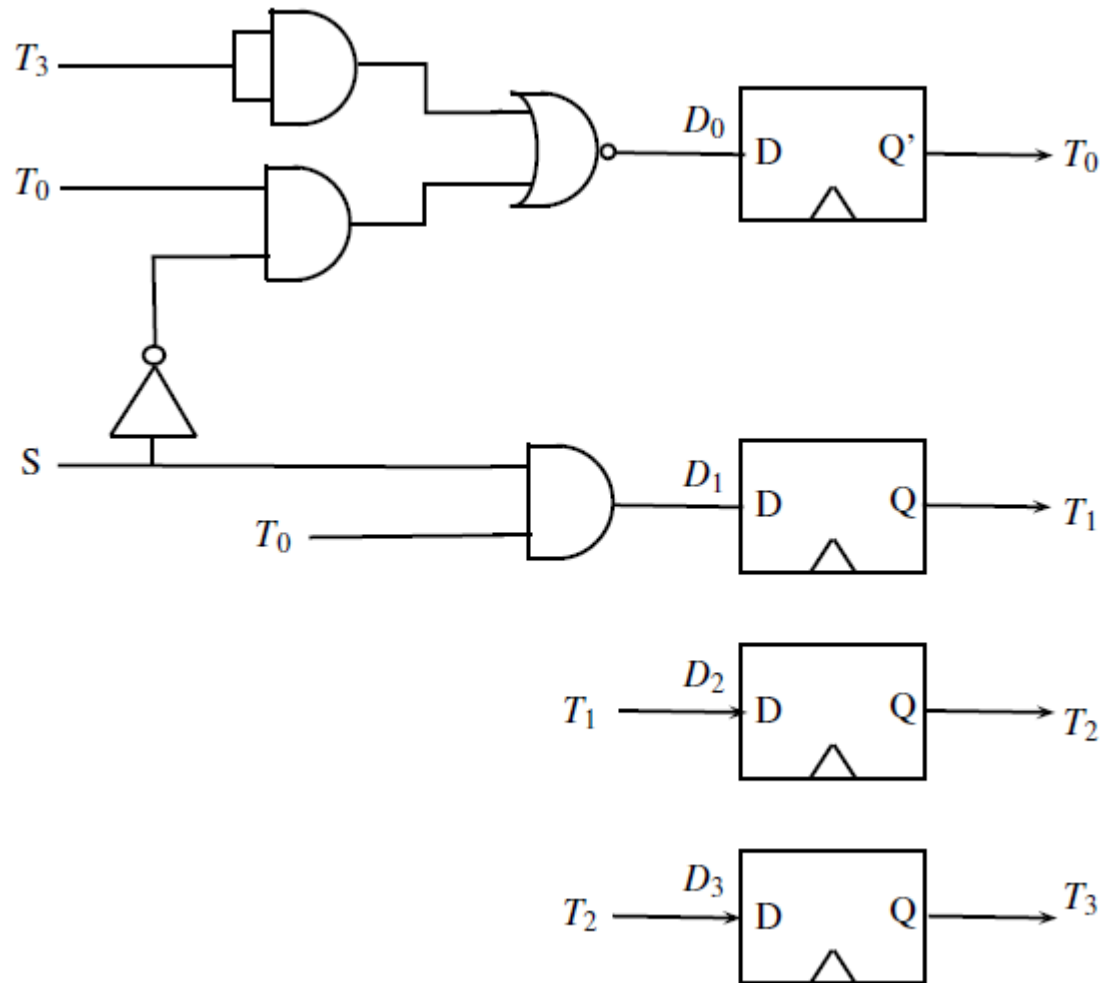 T₃
D₀
D Q’ T₀
T₀
S
D₁
D Q T₁
T₀
D₂
T₁ D Q T₂
D₃
T₂ D Q T₃